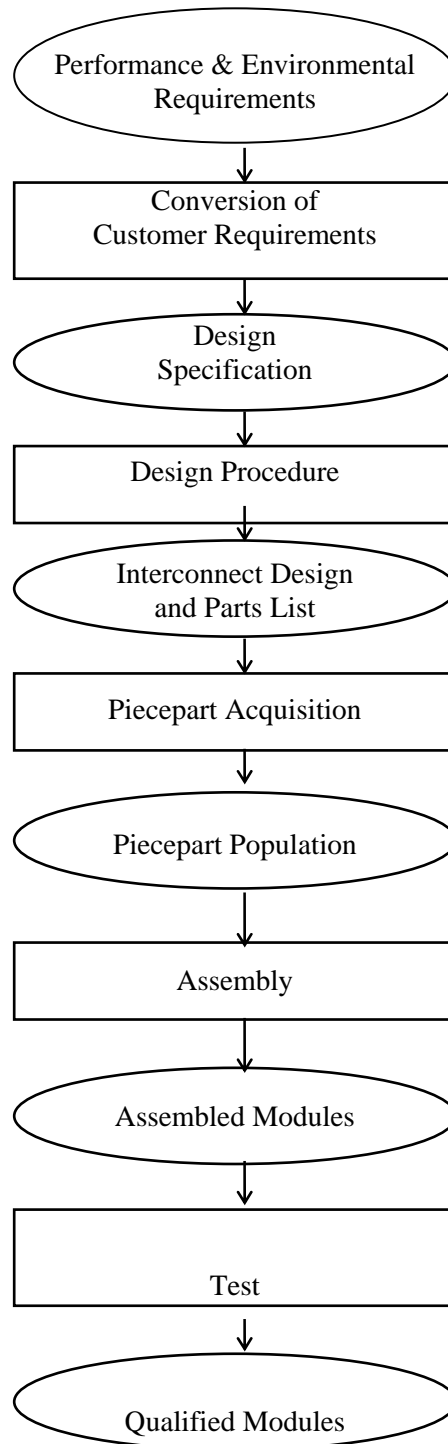 Performance & Environmental
Requirements
Conversion of
Customer Requirements
Design
Specification
Design Procedure
Interconnect Design
and Parts List
Piecepart Acquisition
Piecepart Population
Assembly
Assembled Modules
Test
Qualified Modules